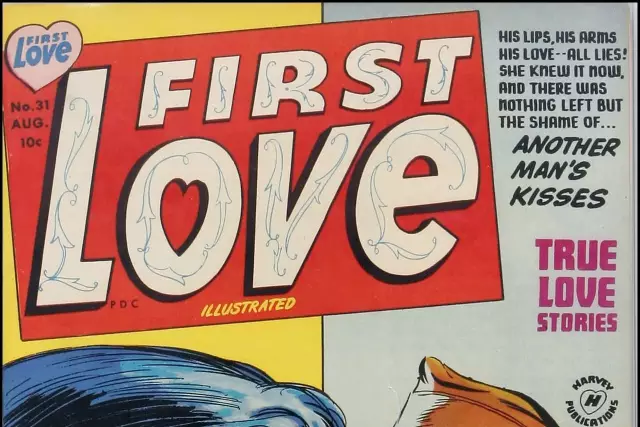 FIRST
Love
No.31
AUG.
10c
FIRST
LOVE
PDC
ILLUSTRATED
HIS LIPS, HIS ARMS
HIS LOVE--ALL LIES!
SHE KNEW IT NOW,
AND THERE WAS
NOTHING LEFT BUT
THE SHAME OF...
ANOTHER
MAN'S
KISSES
TRUE
LOVE
STORIES
HARVEY
H
PUBLICATIONS